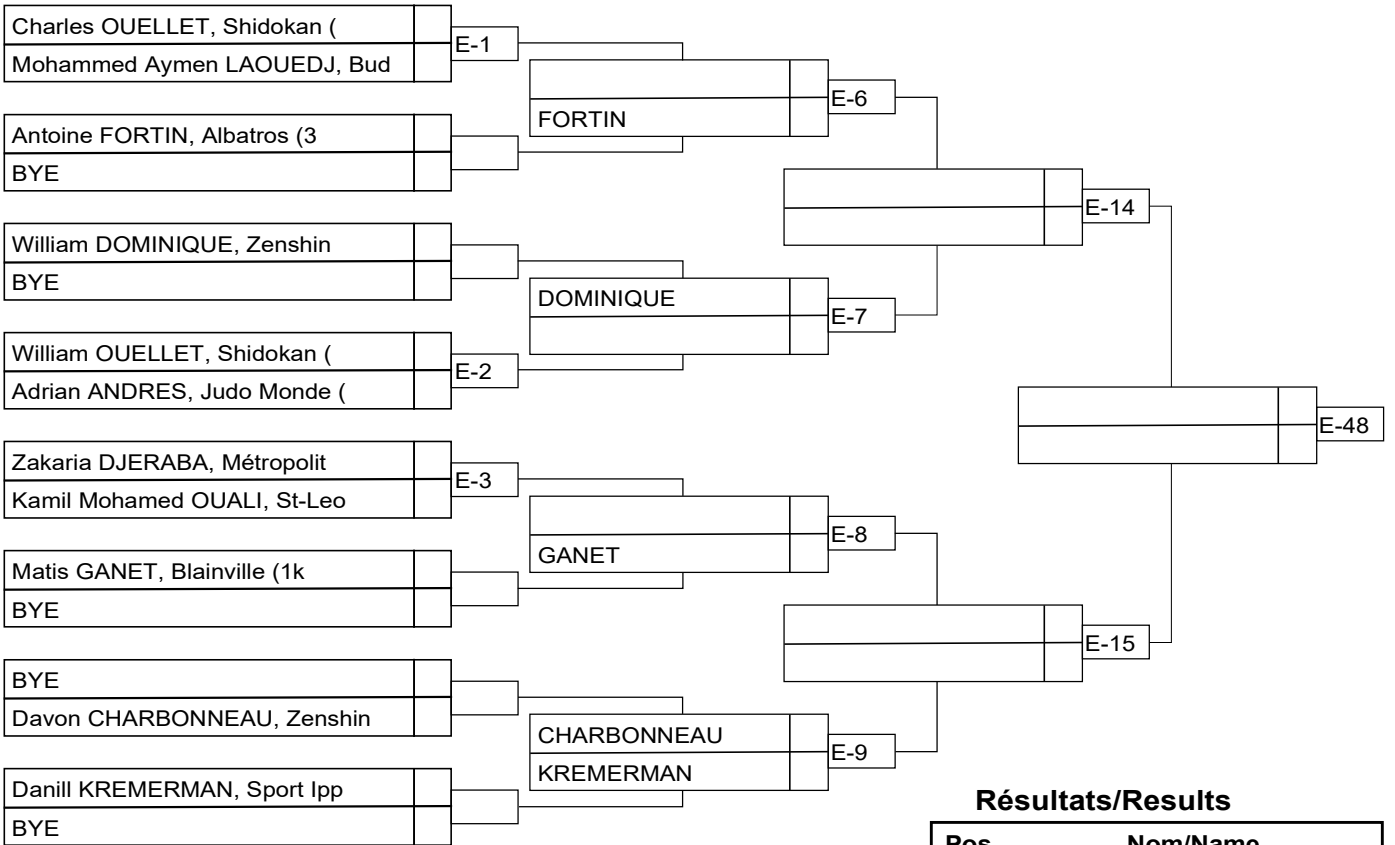 Charles OUELLET, Shidokan (
E-1
Mohammed Aymen LAOUEDJ, Bud
E-6
FORTIN
Antoine FORTIN, Albatros (3
BYE
E-14
William DOMINIQUE, Zenshin
BYE
DOMINIQUE
E-7
William OUELLET, Shidokan (
E-2
Adrian ANDRES, Judo Monde (
E-48
Zakaria DJERABA, Métropolit
E-3
Kamil Mohamed OUALI, St-Leo
E-8
GANET
Matis GANET, Blainville (1k
BYE
E-15
BYE
Davon CHARBONNEAU, Zenshin
CHARBONNEAU
E-9
KREMERMAN
Danill KREMERMAN, Sport Ipp
BYE
Résultats/Results
Pos Nom/Name